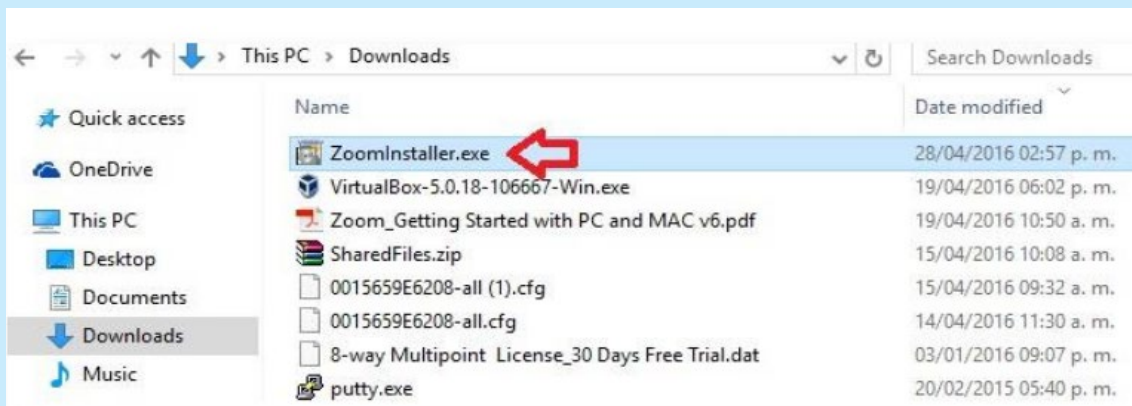 This PC > Downloads
Search Downloads
Quick access
OneDrive
This PC
Desktop
Documents
Downloads
Music
Name Date modified
ZoomInstaller.exe 28/04/2016 02:57 p. m.
VirtualBox-5.0.18-106667-Win.exe 19/04/2016 06:02 p. m.
Zoom_Getting Started with PC and MAC v6.pdf 19/04/2016 10:50 a. m.
SharedFiles.zip 15/04/2016 10:08 a. m.
0015659E6208-all (1).cfg 15/04/2016 09:32 a. m.
0015659E6208-all.cfg 14/04/2016 11:30 a. m.
8-way Multipoint License_30 Days Free Trial.dat 03/01/2016 09:07 p. m.
putty.exe 20/02/2015 05:40 p. m.